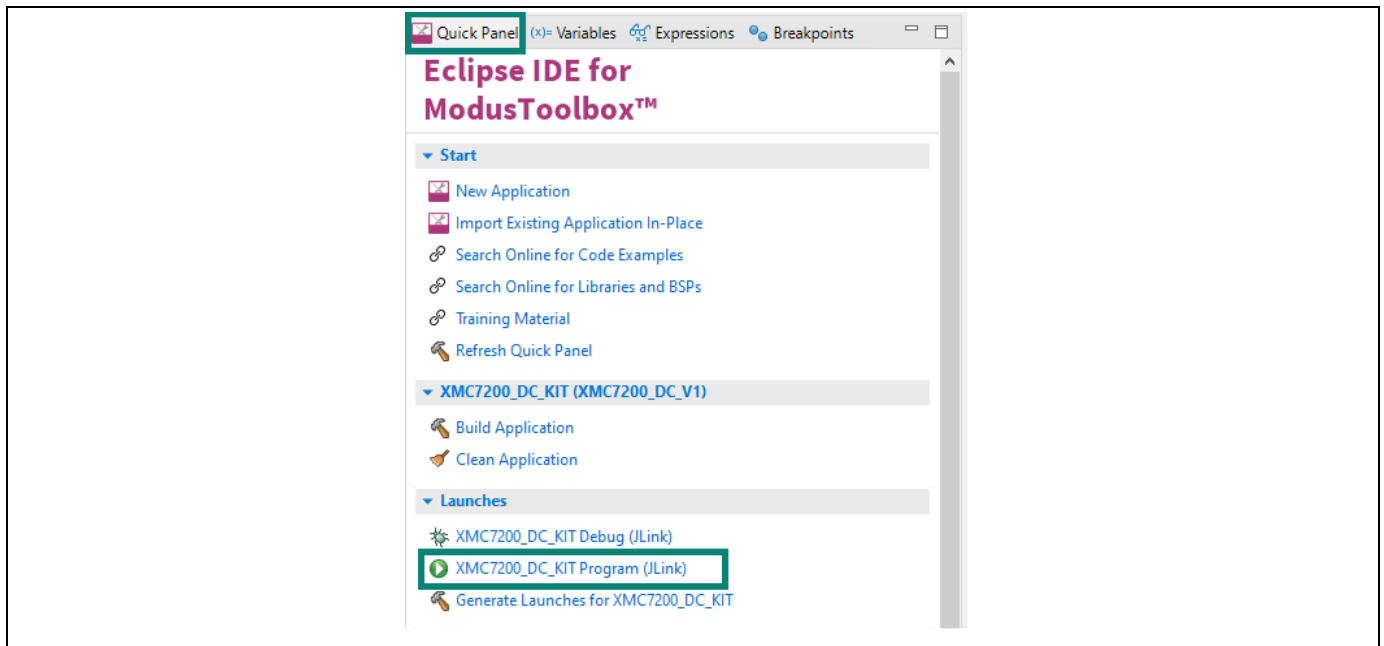 Quick Panel (x)= Variables Expressions Breakpoints
Eclipse IDE for
ModusToolbox™
Start
New Application
Import Existing Application In-Place
Search Online for Code Examples
Search Online for Libraries and BSPs
Training Material
Refresh Quick Panel
XMC7200_DC_KIT (XMC7200_DC_V1)
Build Application
Clean Application
Launches
XMC7200_DC_KIT Debug (JLink)
XMC7200_DC_KIT Program (JLink)
Generate Launches for XMC7200_DC_KIT